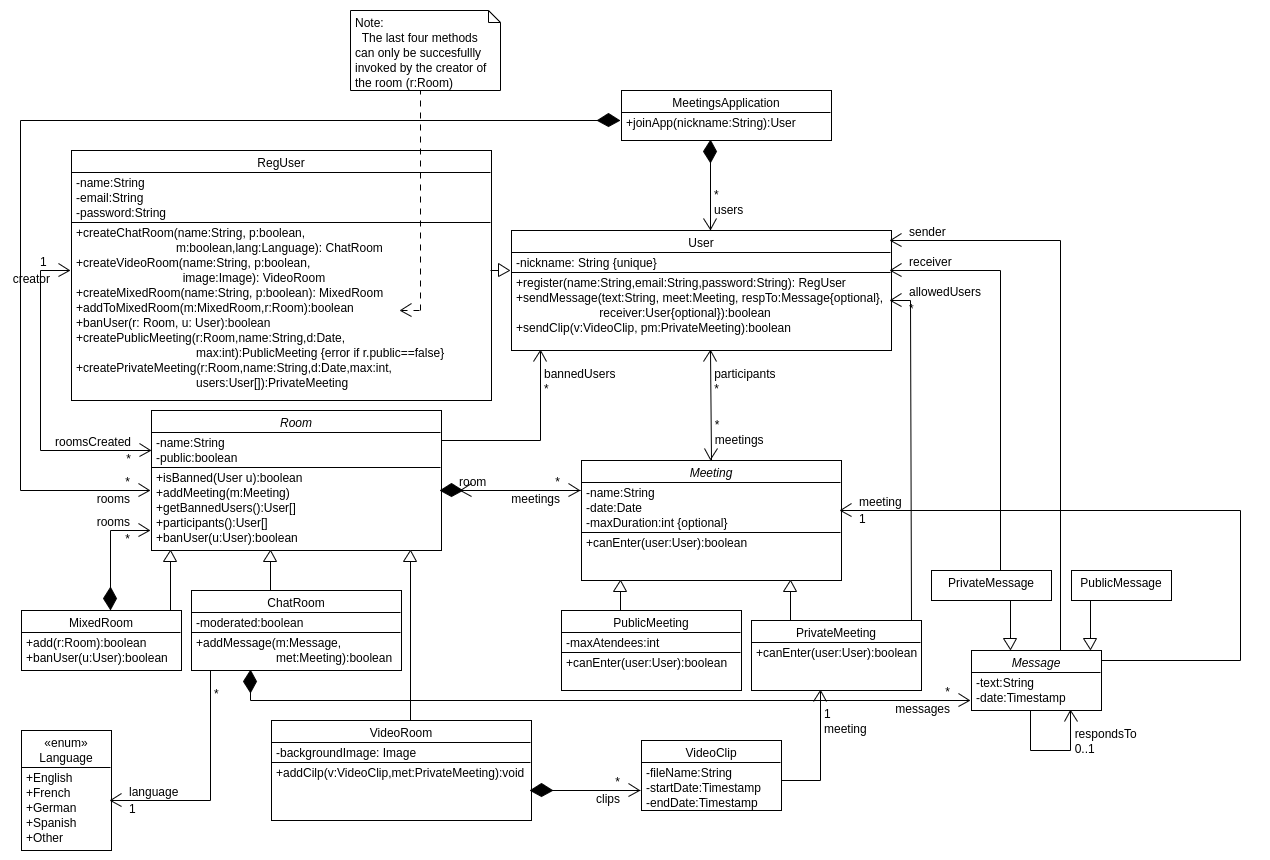 Note:
The last four methods
can only be succesfullly
invoked by the creator of
the room (r:Room)
MeetingsApplication
+joinApp(nickname:String):User
*
users
RegUser
-name:String
-email:String
-password:String
+createChatRoom(name:String, p:boolean,
m:boolean,lang:Language): ChatRoom
+createVideoRoom(name:String, p:boolean,
image:Image): VideoRoom
+createMixedRoom(name:String, p:boolean): MixedRoom
+addToMixedRoom(m:MixedRoom,r:Room):boolean
+banUser(r: Room, u: User):boolean
+createPublicMeeting(r:Room,name:String,d:Date,
max:int):PublicMeeting {error if r.public==false}
+createPrivateMeeting(r:Room,name:String,d:Date,max:int,
users:User[]):PrivateMeeting
1
creator
User
-nickname: String {unique}
+register(name:String,email:String,password:String): RegUser
+sendMessage(text:String, meet:Meeting, respTo:Message{optional},
receiver:User{optional}):boolean
+sendClip(v:VideoClip, pm:PrivateMeeting):boolean
sender
receiver
allowedUsers
*
bannedUsers
*
participants
*
*
meetings
Room
-name:String
-public:boolean
+isBanned(User u):boolean
+addMeeting(m:Meeting)
+getBannedUsers():User[]
+participants():User[]
+banUser(u:User):boolean
roomsCreated
*
*
rooms
rooms
*
room
*
meetings
Meeting
-name:String
-date:Date
-maxDuration:int {optional}
+canEnter(user:User):boolean
meeting
1
PrivateMessage
PublicMessage
MixedRoom
+add(r:Room):boolean
+banUser(u:User):boolean
ChatRoom
-moderated:boolean
+addMessage(m:Message,
met:Meeting):boolean
PublicMeeting
-maxAtendees:int
+canEnter(user:User):boolean
PrivateMeeting
+canEnter(user:User):boolean
Message
-text:String
-date:Timestamp
*
*
messages
respondsTo
0..1
1
meeting
«enum»
Language
+English
+French
+German
+Spanish
+Other
language
1
VideoRoom
-backgroundImage: Image
+addCilp(v:VideoClip,met:PrivateMeeting):void
*
clips
VideoClip
-fileName:String
-startDate:Timestamp
-endDate:Timestamp